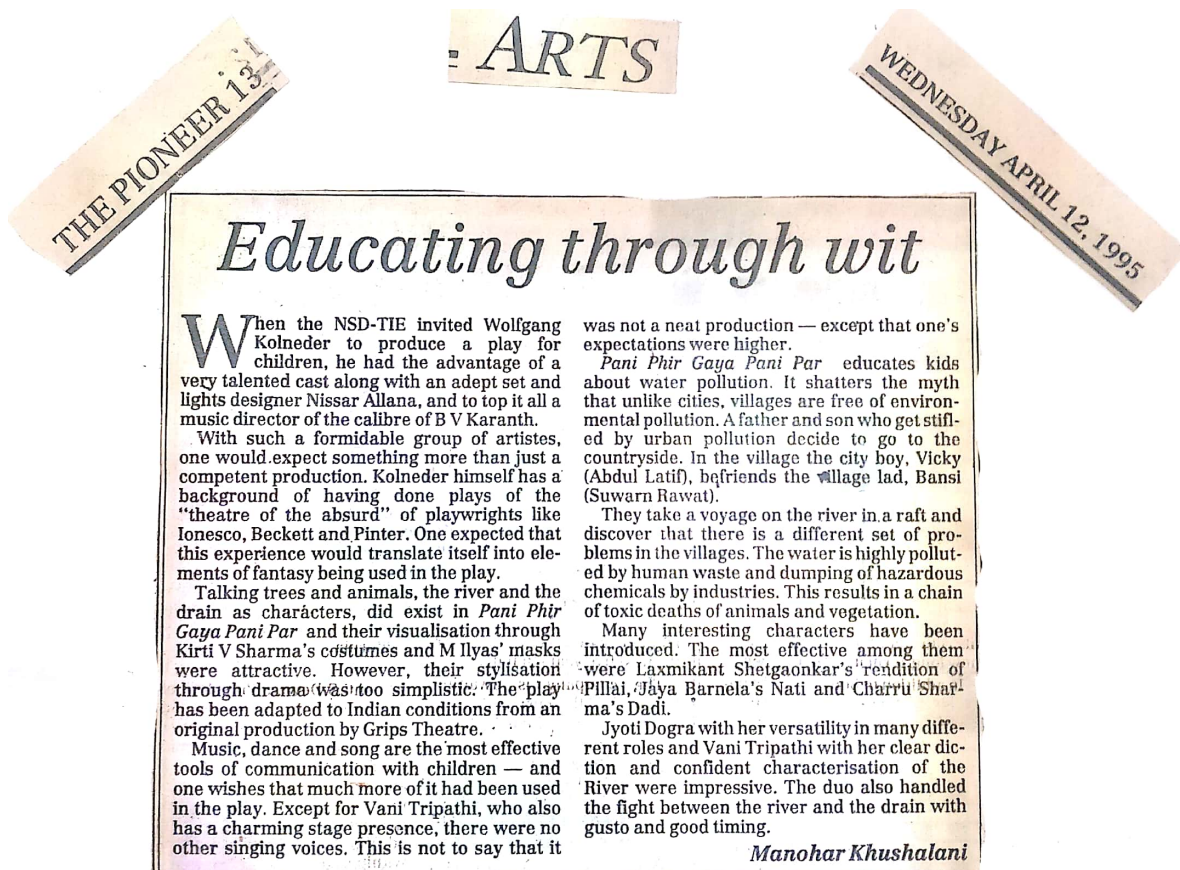 THE PIONEER 13
ARTS
WEDNESDAY APRIL 12, 1995
Educating through wit
When the NSD-TIE invited Wolfgang
Kolneder to produce a play for
children, he had the advantage of a
very talented cast along with an adept set and
lights designer Nissar Allana, and to top it all a
music director of the calibre of B V Karanth.
With such a formidable group of artistes,
one would expect something more than just a
competent production. Kolneder himself has a
background of having done plays of the
"theatre of the absurd" of playwrights like
Ionesco, Beckett and Pinter. One expected that
this experience would translate itself into ele-
ments of fantasy being used in the play.
Talking trees and animals, the river and the
drain as characters, did exist in Pani Phir
Gaya Pani Par and their visualisation through
Kirti V Sharma's costumes and M Ilyas' masks
were attractive. However, their stylisation
through drama was too simplistic. The play
has been adapted to Indian conditions from an
original production by Grips Theatre.
Music, dance and song are the most effective
tools of communication with children — and
one wishes that much more of it had been used
in the play. Except for Vani Tripathi, who also
has a charming stage presence, there were no
other singing voices. This is not to say that it
was not a neat production — except that one's
expectations were higher.
Pani Phir Gaya Pani Par educates kids
about water pollution. It shatters the myth
that unlike cities, villages are free of environ-
mental pollution. A father and son who get stifl-
ed by urban pollution decide to go to the
countryside. In the village the city boy, Vicky
(Abdul Latif), befriends the village lad, Bansi
(Suwarn Rawat).
They take a voyage on the river in a raft and
discover that there is a different set of pro-
blems in the villages. The water is highly pollut-
ed by human waste and dumping of hazardous
chemicals by industries. This results in a chain
of toxic deaths of animals and vegetation.
Many interesting characters have been
introduced. The most effective among them
were Laxmikant Shetgaonkar's rendition of
Pillai, Jaya Barnela's Nati and Charru Shar-
ma's Dadi.
Jyoti Dogra with her versatility in many diffe-
rent roles and Vani Tripathi with her clear dic-
tion and confident characterisation of the
River were impressive. The duo also handled
the fight between the river and the drain with
gusto and good timing.
Manohar Khushalani